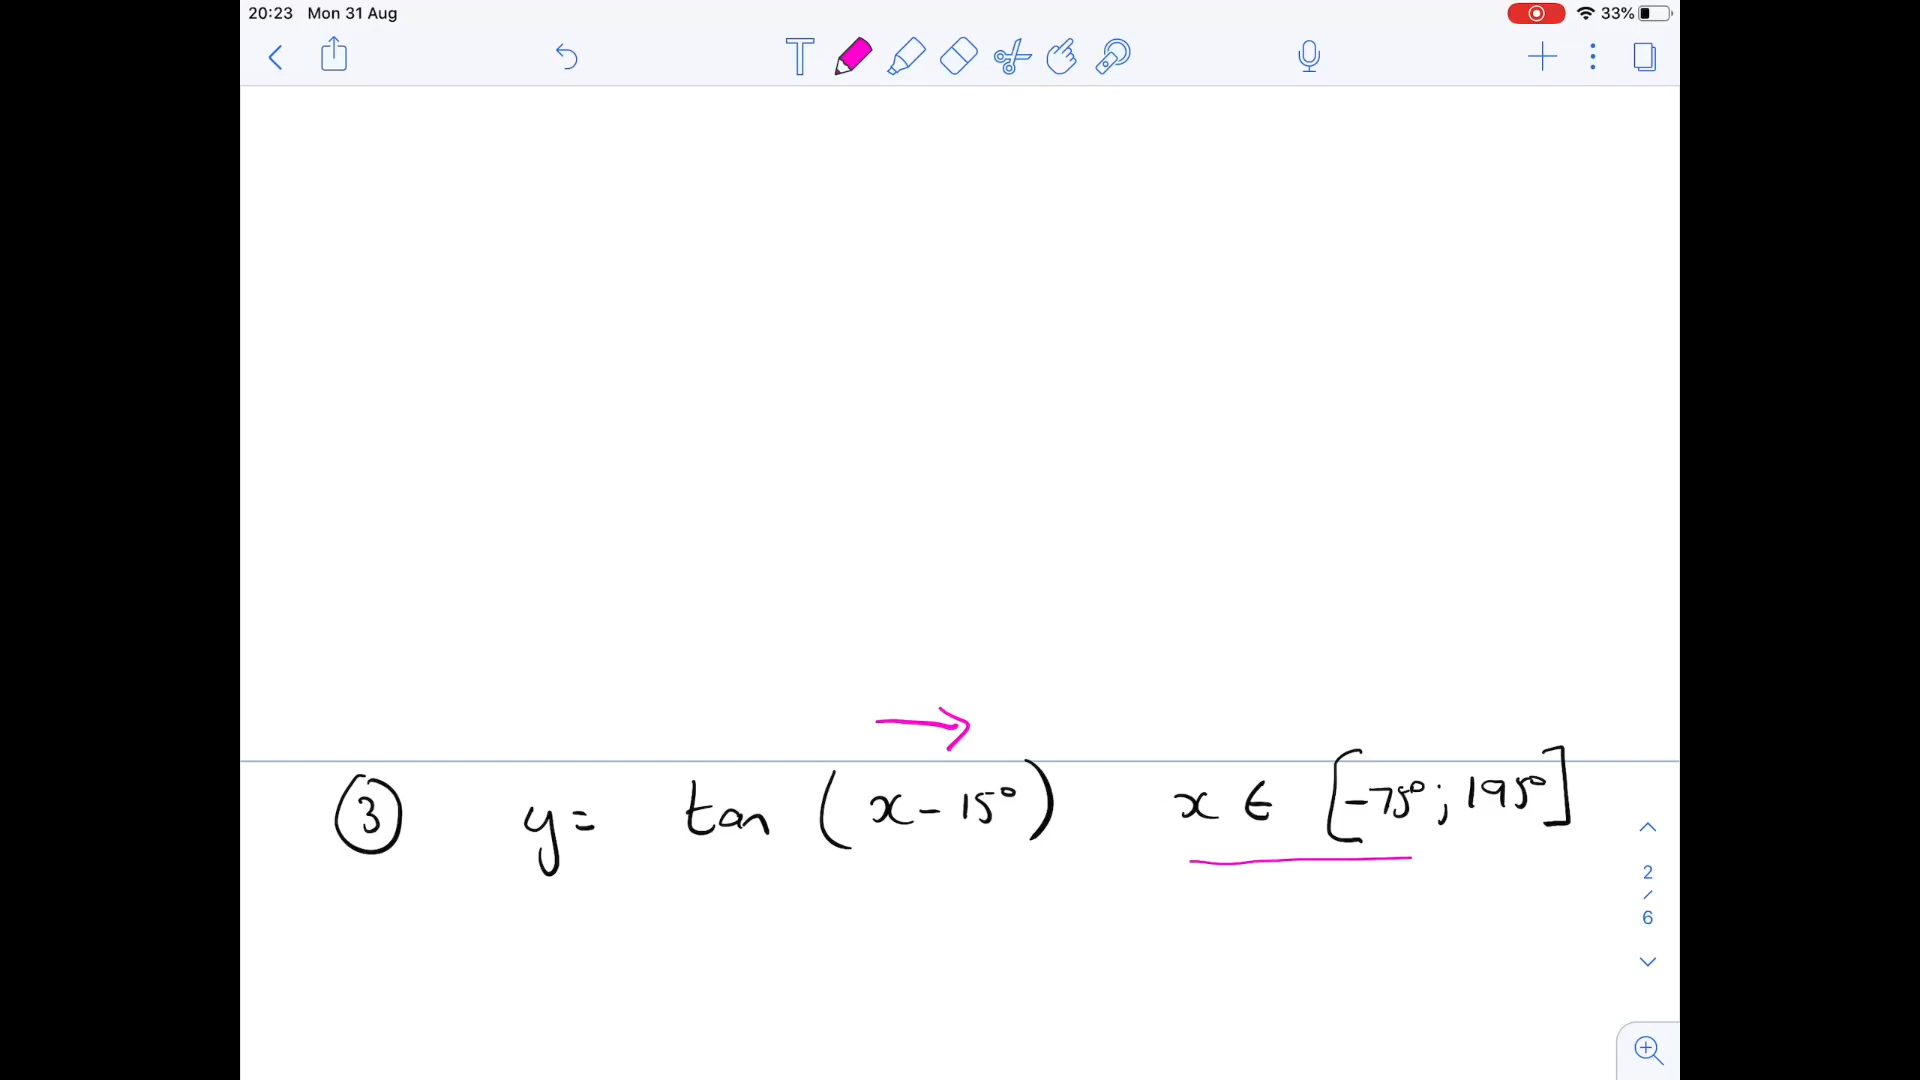 20:23 Mon 31 Aug 33%
T
③ y= tan (x-15°) x ∈ [-75°; 195°]
2
/
6